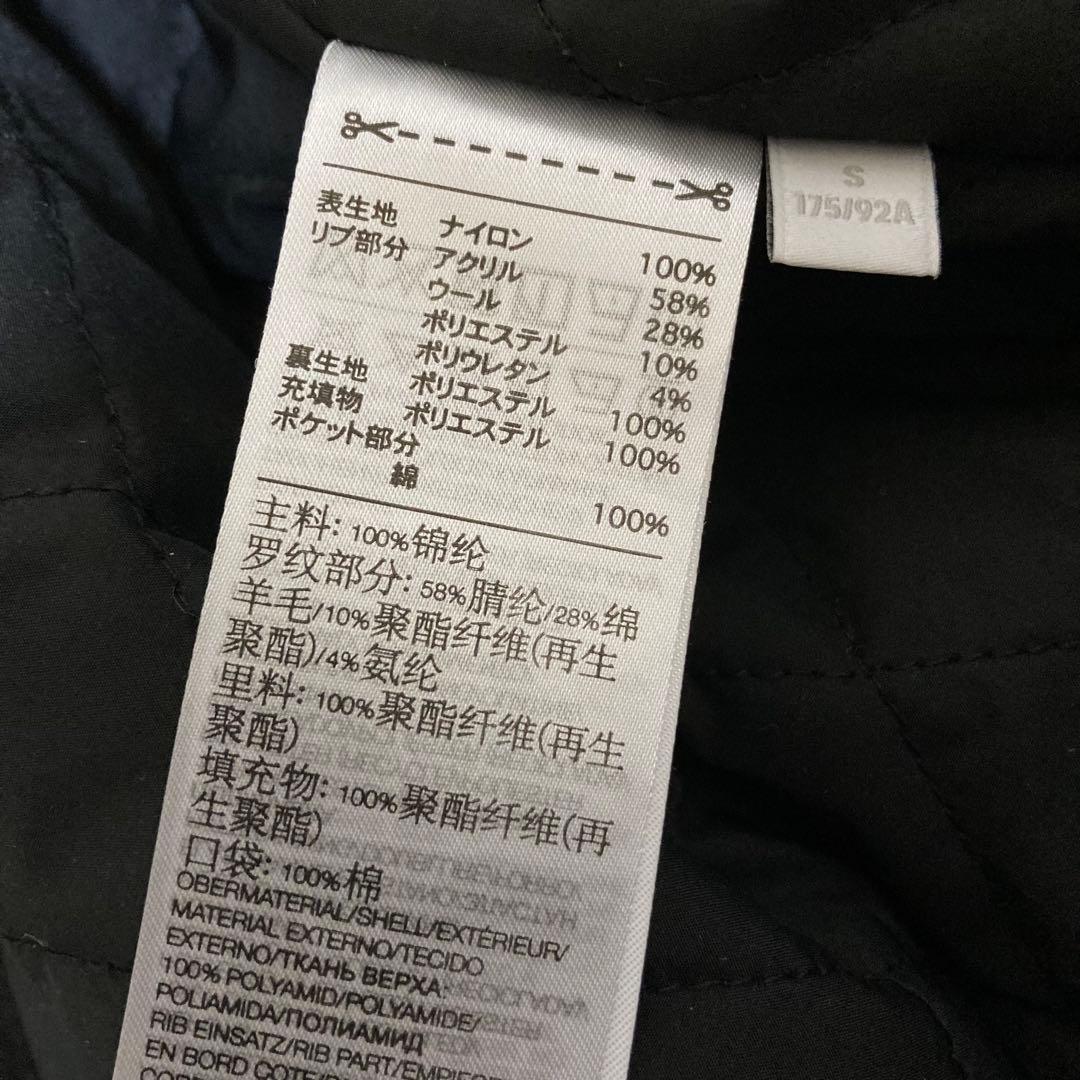 表生地 ナイロン 100%
リブ部分 アクリル 58%
ウール 28%
ポリエステル 10%
ポリウレタン 4%
裏生地 ポリエステル 100%
充填物 ポリエステル 100%
ポケット部分
綿 100%
主料: 100%锦纶
罗纹部分: 58%腈纶/28%绵
羊毛/10%聚酯纤维(再生
聚酯)/4%氨纶
里料: 100%聚酯纤维(再生
聚酯)
填充物: 100%聚酯纤维(再
生聚酯)
口袋: 100%棉
OBERMATERIAL/SHELL/EXTÉRIEUR/
MATERIAL EXTERNO/TECIDO
EXTERNO/ТКАНЬ ВЕРХА:
100% POLYAMID/POLYAMIDE/
POLIAMIDA/ПОЛИАМИД
RIB EINSATZ/RIB PART/EMPIEC
EN BORD COTE/
S
175/92A